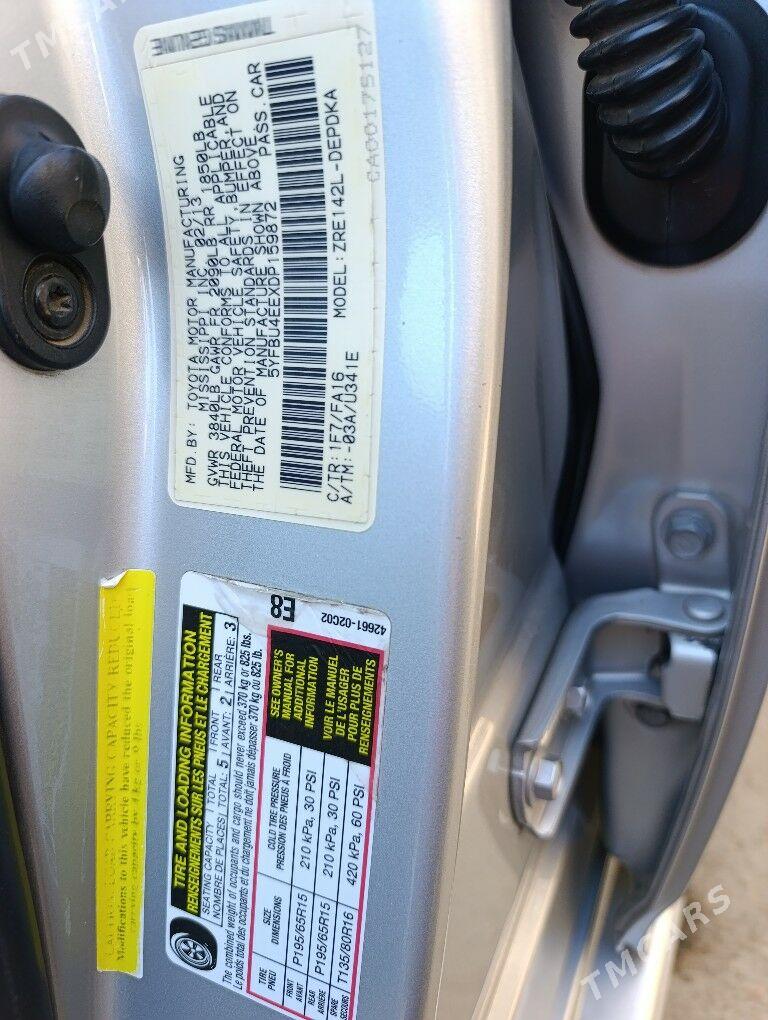 TMCARS
MFD. BY: TOYOTA MOTOR MANUFACTURING
MISSISSIPPI INC. 02/13
GVWR 3840LB GAWR FR 2090LB RR 1850LB
THIS VEHICLE CONFORMS TO ALL APPLICABLE
FEDERAL MOTOR VEHICLE SAFETY, BUMPER AND
THEFT PREVENTION STANDARDS IN EFFECT ON
THE DATE OF MANUFACTURE SHOWN ABOVE.
5YFBU4EEXDP159872 PASS. CAR
C/TR:1F7/FA16 MODEL:ZRE142L-DEPDKA
A/TM:-03A/U341E
CA00175127
TIRE AND LOADING INFORMATION
RENSEIGNEMENTS SUR LES PNEUS ET LE CHARGEMENT
SEATING CAPACITY TOTAL FRONT REAR
NOMBRE DE PLACES TOTAL: 5 AVANT: 2 ARRIÈRE: 3
The combined weight of occupants and cargo should never exceed 370 kg or 825 lbs.
Le poids total des occupants et du chargement ne doit jamais dépasser 370 kg ou 825 lb.
TIRE SIZE COLD TIRE PRESSURE
PNEU DIMENSIONS PRESSION DES PNEUS À FROID
FRONT
AVANT P195/65R15 210 kPa, 30 PSI
REAR
ARRIÈRE P195/65R15 210 kPa, 30 PSI
SPARE
SECOURS T135/80R16 420 kPa, 60 PSI
SEE OWNER'S
MANUAL FOR
ADDITIONAL
INFORMATION
VOIR LE MANUEL
DE L'USAGER
POUR PLUS DE
RENSEIGNEMENTS
E8
42661-02C02
Modifications to this vehicle have reduced the original load
carrying capacity by
TMCARS